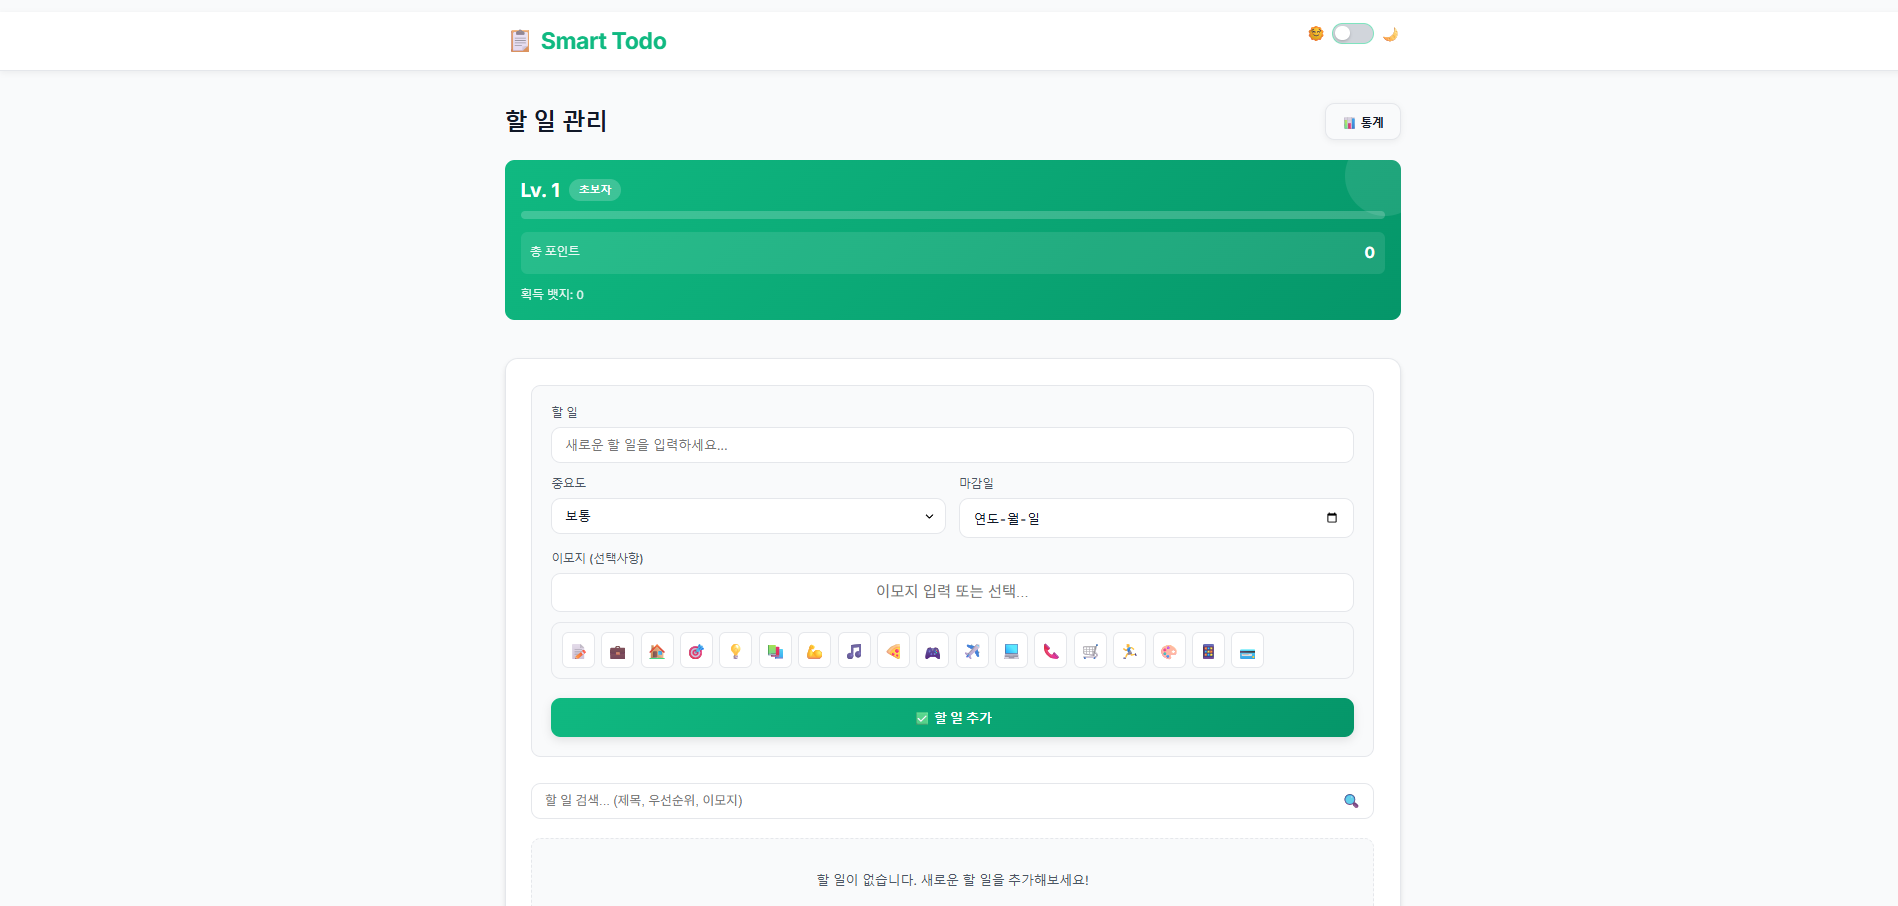 Smart Todo
할 일 관리
통계
Lv. 1 초보자
총 포인트 0
획득 뱃지: 0
할 일
새로운 할 일을 입력하세요...
중요도 마감일
보통 연도-월-일
이모지 (선택사항)
이모지 입력 또는 선택...
할 일 추가
할 일 검색... (제목, 우선순위, 이모지)
할 일이 없습니다. 새로운 할 일을 추가해보세요!